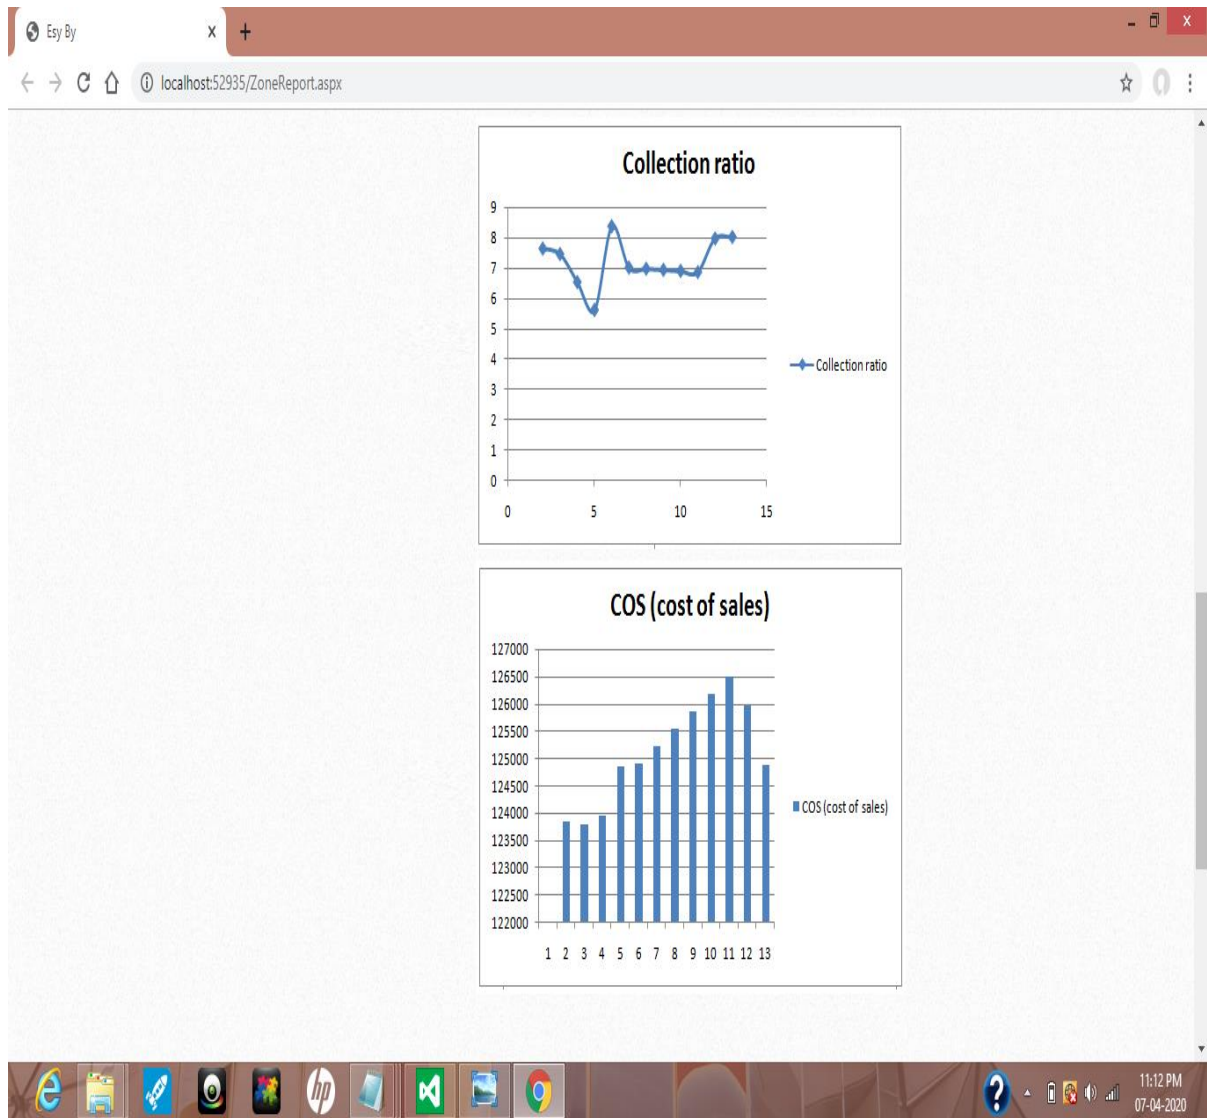 Esy By
localhost:52935/ZoneReport.aspx
Collection ratio
9
8
7
6
5
4
3
2
1
0
0 5 10 15
Collection ratio
COS (cost of sales)
127000
126500
126000
125500
125000
124500
124000
123500
123000
122500
122000
1 2 3 4 5 6 7 8 9 10 11 12 13
COS (cost of sales)
hp
11:12 PM
07-04-2020